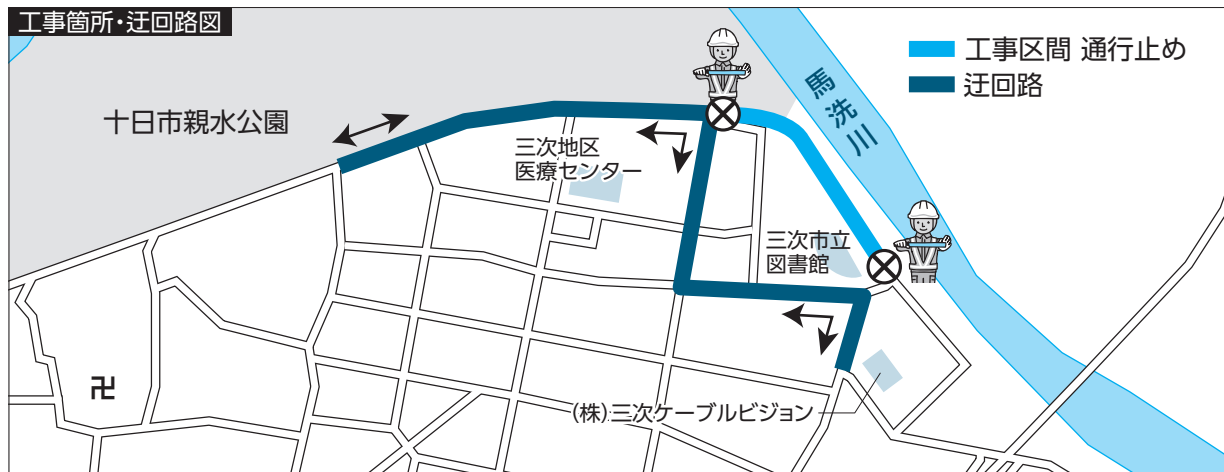 工事箇所・迂回路図
工事区間 通行止め
迂回路
馬洗川
十日市親水公園
三次地区
医療センター
三次市立
図書館
(株)三次ケーブルビジョン
卍